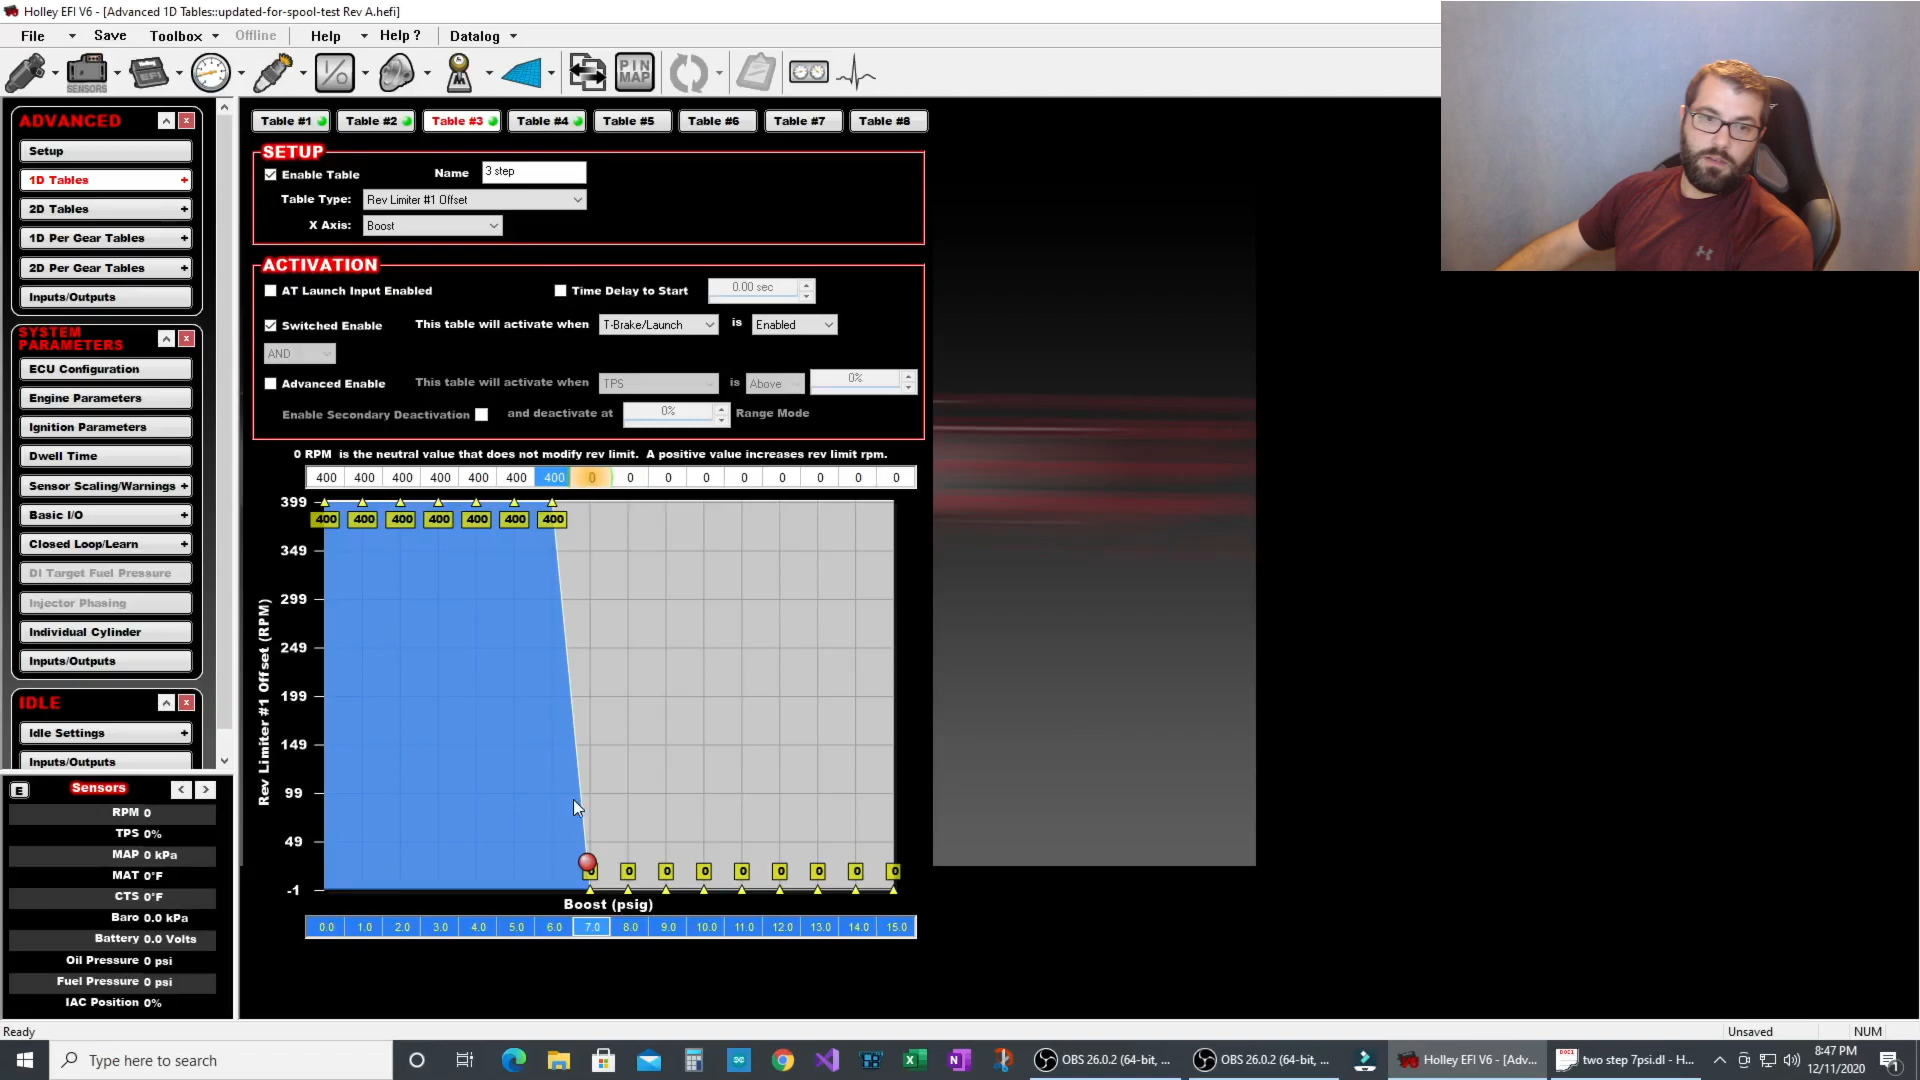 Holley EFI V6 - [Advanced 1D Tables::updated-for-spool-test Rev A.hefi]
File Save Toolbox Offline Help Help ? Datalog
SENSORS EFI I/O PIN MAP
ADVANCED
Setup
1D Tables +
2D Tables +
1D Per Gear Tables +
2D Per Gear Tables +
Inputs/Outputs
SYSTEM
PARAMETERS
ECU Configuration
Engine Parameters
Ignition Parameters
Dwell Time
Sensor Scaling/Warnings +
Basic I/O +
Closed Loop/Learn +
DI Target Fuel Pressure
Injector Phasing
Individual Cylinder
Inputs/Outputs
IDLE
Idle Settings +
Inputs/Outputs
E Sensors < >
RPM 0
TPS 0%
MAP 0 kPa
MAT 0°F
CTS 0°F
Baro 0.0 kPa
Battery 0.0 Volts
Oil Pressure 0 psi
Fuel Pressure 0 psi
IAC Position 0%
Table #1 Table #2 Table #3 Table #4 Table #5 Table #6 Table #7 Table #8
SETUP
Enable Table Name 3 step
Table Type: Rev Limiter #1 Offset
X Axis: Boost
ACTIVATION
AT Launch Input Enabled Time Delay to Start 0.00 sec
Switched Enable This table will activate when T-Brake/Launch is Enabled
AND
Advanced Enable This table will activate when TPS is Above 0%
Enable Secondary Deactivation and deactivate at 0% Range Mode
0 RPM is the neutral value that does not modify rev limit. A positive value increases rev limit rpm.
400 400 400 400 400 400 400 0 0 0 0 0 0 0 0 0
399
400 400 400 400 400 400 400
349
299
249
199
149
99
49
0 0 0 0 0 0 0 0 0
-1
Rev Limiter #1 Offset (RPM)
Boost (psig)
0.0 1.0 2.0 3.0 4.0 5.0 6.0 7.0 8.0 9.0 10.0 11.0 12.0 13.0 14.0 15.0
Ready Unsaved NUM
Type here to search
OBS 26.0.2 (64-bit, ...
OBS 26.0.2 (64-bit, ...
Holley EFI V6 - [Adv...
two step 7psi.dl - H...
8:47 PM
12/11/2020
1